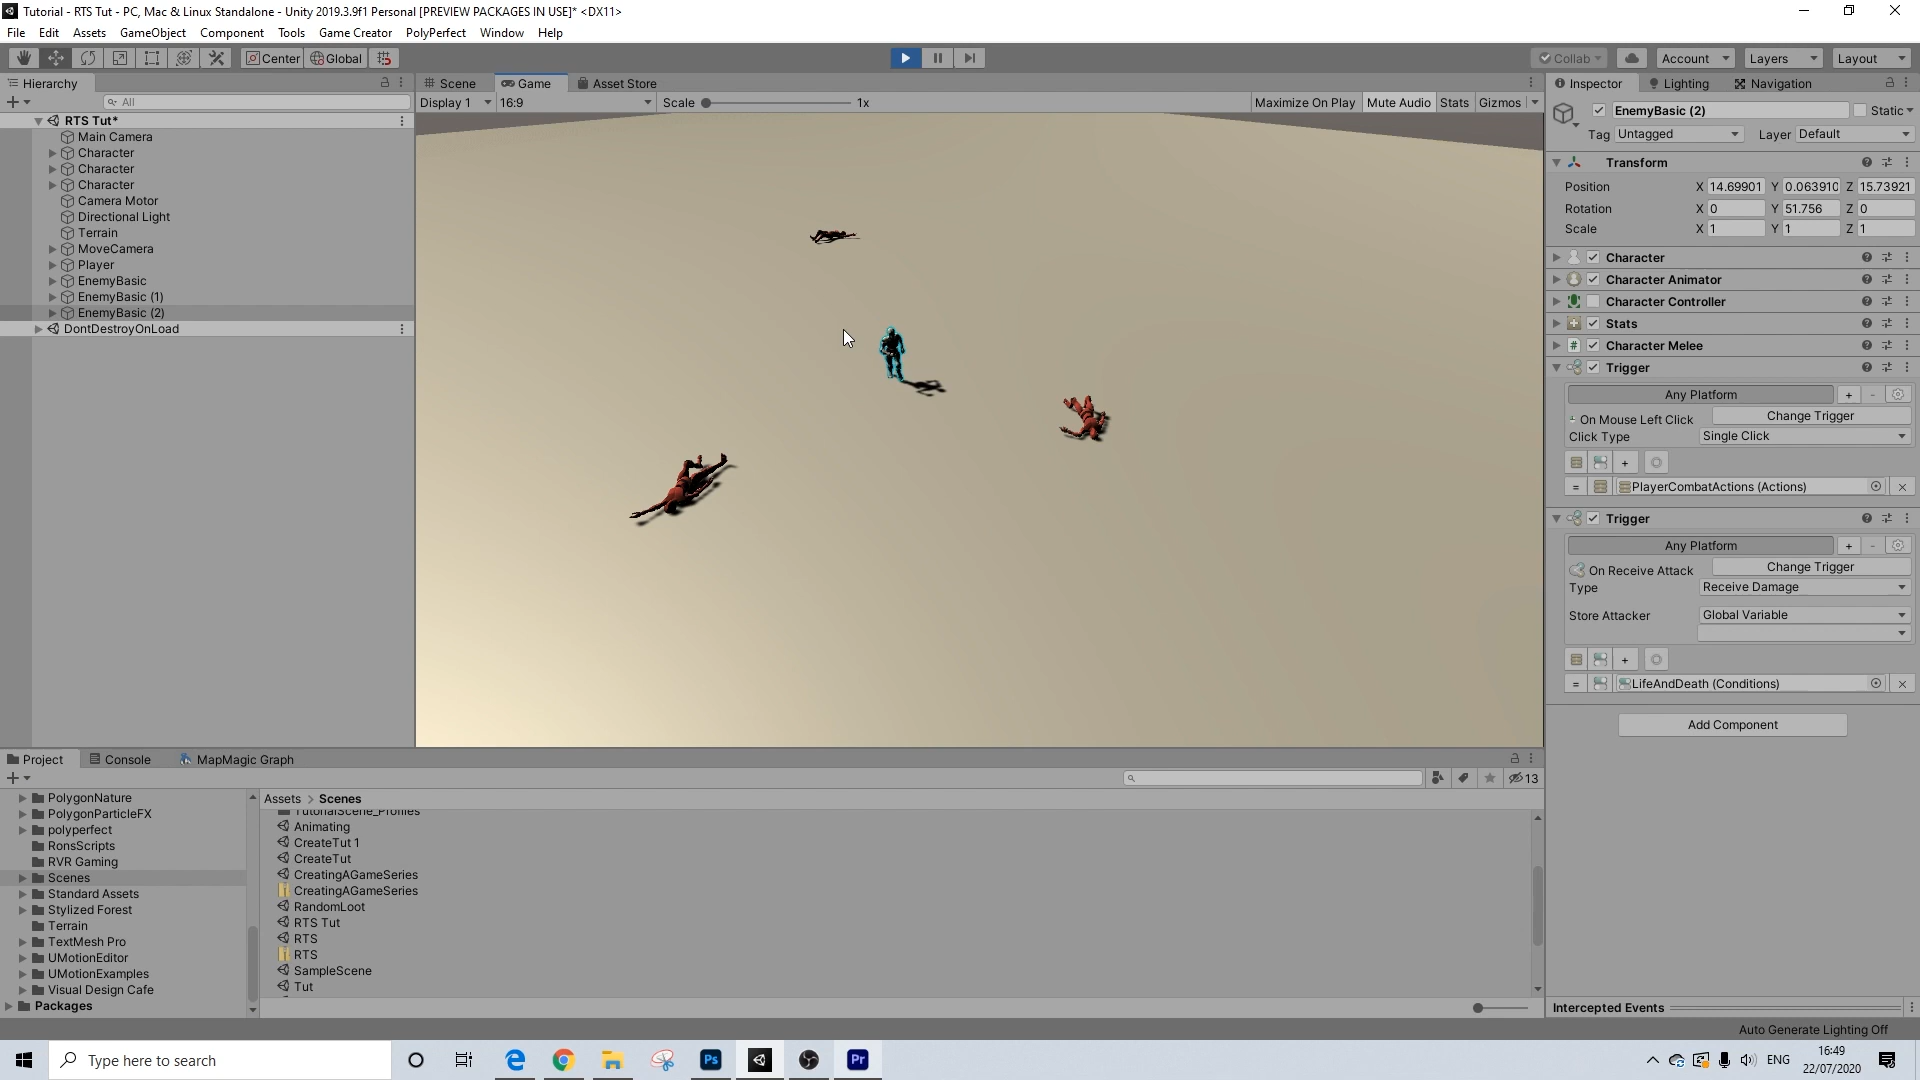 Tutorial - RTS Tut - PC, Mac & Linux Standalone - Unity 2019.3.9f1 Personal [PREVIEW PACKAGES IN USE]* <DX11>
File Edit Assets GameObject Component Tools Game Creator PolyPerfect Window Help
Center Global Collab Account Layers Layout
Hierarchy
All
RTS Tut*
Main Camera
Character
Character
Character
Camera Motor
Directional Light
Terrain
MoveCamera
Player
EnemyBasic
EnemyBasic (1)
EnemyBasic (2)
DontDestroyOnLoad
Scene Game Asset Store
Display 1 16:9 Scale 1x Maximize On Play Mute Audio Stats Gizmos
Inspector Lighting Navigation
EnemyBasic (2) Static
Tag Untagged Layer Default
Transform
Position X 14.69901 Y 0.063910 Z 15.73921
Rotation X 0 Y 51.756 Z 0
Scale X 1 Y 1 Z 1
Character
Character Animator
Character Controller
Stats
# Character Melee
Trigger
Any Platform + -
On Mouse Left Click Change Trigger
Click Type Single Click
+
= PlayerCombatActions (Actions) ×
Trigger
Any Platform + -
On Receive Attack Change Trigger
Type Receive Damage
Store Attacker Global Variable
+
= LifeAndDeath (Conditions) ×
Add Component
Intercepted Events
Auto Generate Lighting Off
Project Console MapMagic Graph
13
PolygonNature
PolygonParticleFX
polyperfect
RonsScripts
RVR Gaming
Scenes
Standard Assets
Stylized Forest
Terrain
TextMesh Pro
UMotionEditor
UMotionExamples
Visual Design Cafe
Packages
Assets > Scenes
TutorialScene_Profiles
Animating
CreateTut 1
CreateTut
CreatingAGameSeries
CreatingAGameSeries
RandomLoot
RTS Tut
RTS
RTS
SampleScene
Tut
Type here to search
Ps
Pr
ENG
16:49
22/07/2020